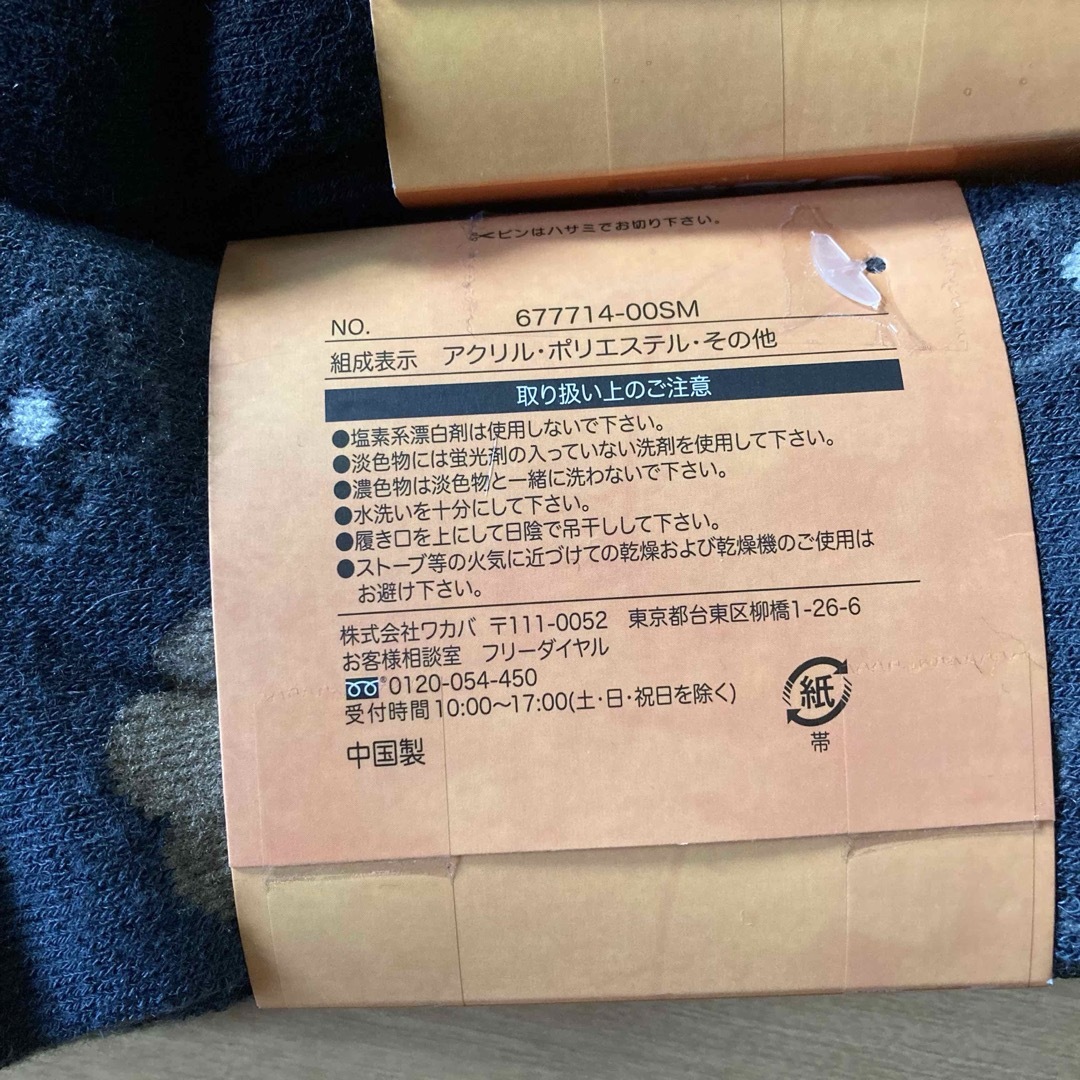 ピンはハサミでお切り下さい。
NO. 677714-00SM
組成表示 アクリル・ポリエステル・その他
取り扱い上のご注意
●塩素系漂白剤は使用しないで下さい。
●淡色物には蛍光剤の入っていない洗剤を使用して下さい。
●濃色物は淡色物と一緒に洗わないで下さい。
●水洗いを十分にして下さい。
●履き口を上にして日陰で吊干しして下さい。
●ストーブ等の火気に近づけての乾燥および乾燥機のご使用は
お避け下さい。
株式会社ワカバ 〒111-0052 東京都台東区柳橋1-26-6
お客様相談室 フリーダイヤル
0120-054-450
受付時間10:00〜17:00(土・日・祝日を除く)
中国製
紙
帯